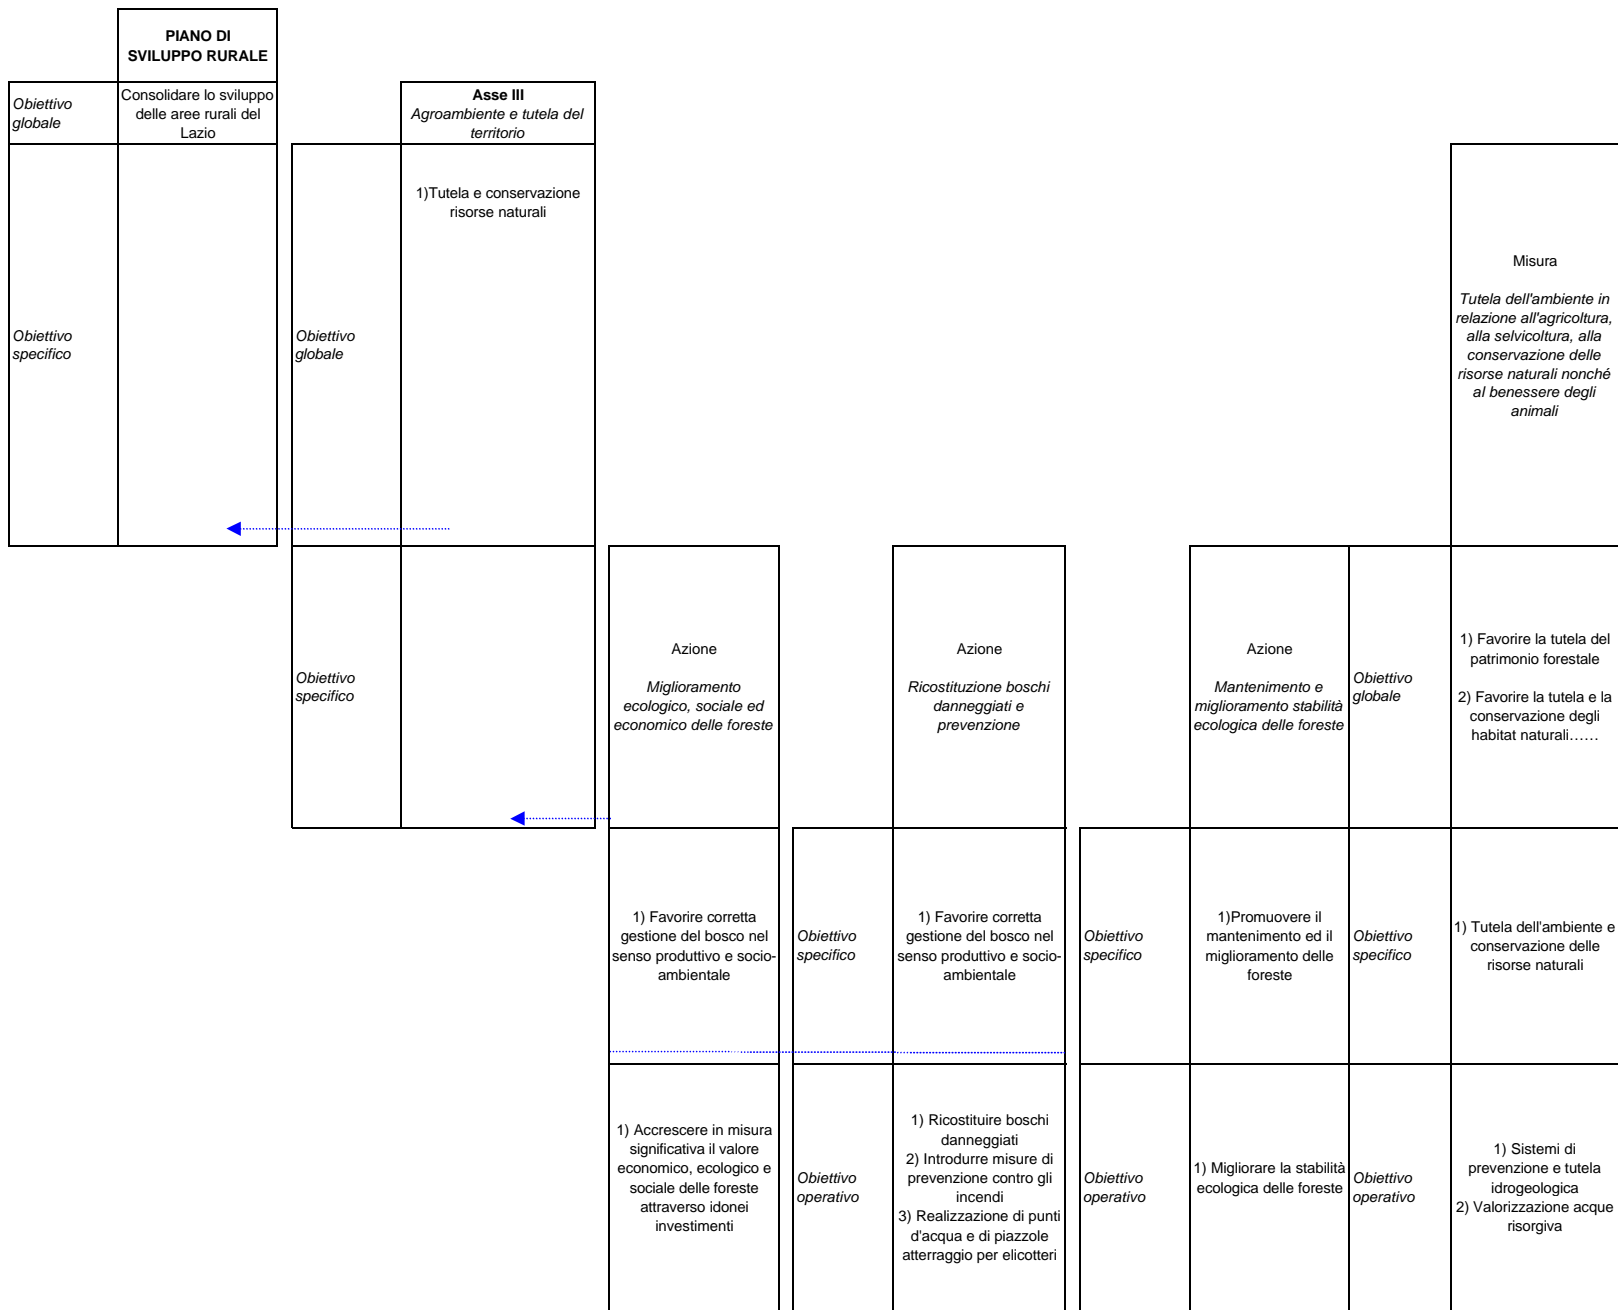 PIANO DI
SVILUPPO RURALE
Obiettivo
globale
Consolidare lo sviluppo
delle aree rurali del
Lazio
Asse III
Agroambiente e tutela del
territorio
Obiettivo
specifico
Obiettivo
globale
1)Tutela e conservazione
risorse naturali
Misura
Tutela dell'ambiente in
relazione all'agricoltura,
alla selvicoltura, alla
conservazione delle
risorse naturali nonché
al benessere degli
animali
Obiettivo
specifico
Azione
Miglioramento
ecologico, sociale ed
economico delle foreste
Azione
Ricostituzione boschi
danneggiati e
prevenzione
Azione
Mantenimento e
miglioramento stabilità
ecologica delle foreste
Obiettivo
globale
1) Favorire la tutela del
patrimonio forestale
2) Favorire la tutela e la
conservazione degli
habitat naturali……
1) Favorire corretta
gestione del bosco nel
senso produttivo e socio-
ambientale
Obiettivo
specifico
1) Favorire corretta
gestione del bosco nel
senso produttivo e socio-
ambientale
Obiettivo
specifico
1)Promuovere il
mantenimento ed il
miglioramento delle
foreste
Obiettivo
specifico
1) Tutela dell'ambiente e
conservazione delle
risorse naturali
1) Accrescere in misura
significativa il valore
economico, ecologico e
sociale delle foreste
attraverso idonei
investimenti
Obiettivo
operativo
1) Ricostituire boschi
danneggiati
2) Introdurre misure di
prevenzione contro gli
incendi
3) Realizzazione di punti
d'acqua e di piazzole
atterraggio per elicotteri
Obiettivo
operativo
1) Migliorare la stabilità
ecologica delle foreste
Obiettivo
operativo
1) Sistemi di
prevenzione e tutela
idrogeologica
2) Valorizzazione acque
risorgiva